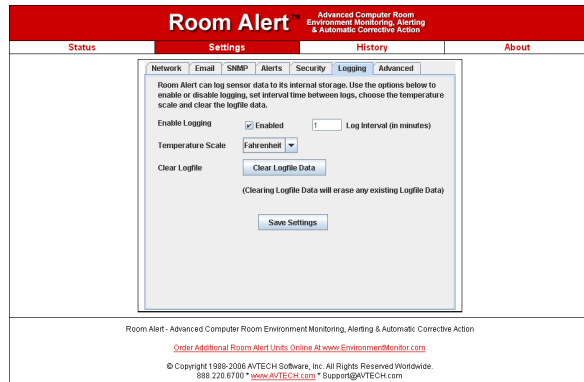 Room Alert™
Advanced Computer Room
Environment Monitoring, Alerting
& Automatic Corrective Action
Status Settings History About
Network Email SNMP Alerts Security Logging Advanced
Room Alert can log sensor data to its internal storage. Use the options below to
enable or disable logging, set interval time between logs, choose the temperature
scale and clear the logfile data.
Enable Logging Enabled 1 Log Interval (in minutes)
Temperature Scale Fahrenheit
Clear Logfile Clear Logfile Data
(Clearing Logfile Data will erase any existing Logfile Data)
Save Settings
Room Alert - Advanced Computer Room Environment Monitoring, Alerting & Automatic Corrective Action
Order Additional Room Alert Units Online At www.EnvironmentMonitor.com
© Copyright 1988-2006 AVTECH Software, Inc. All Rights Reserved Worldwide.
888.220.6700 * www.AVTECH.com * Support@AVTECH.com